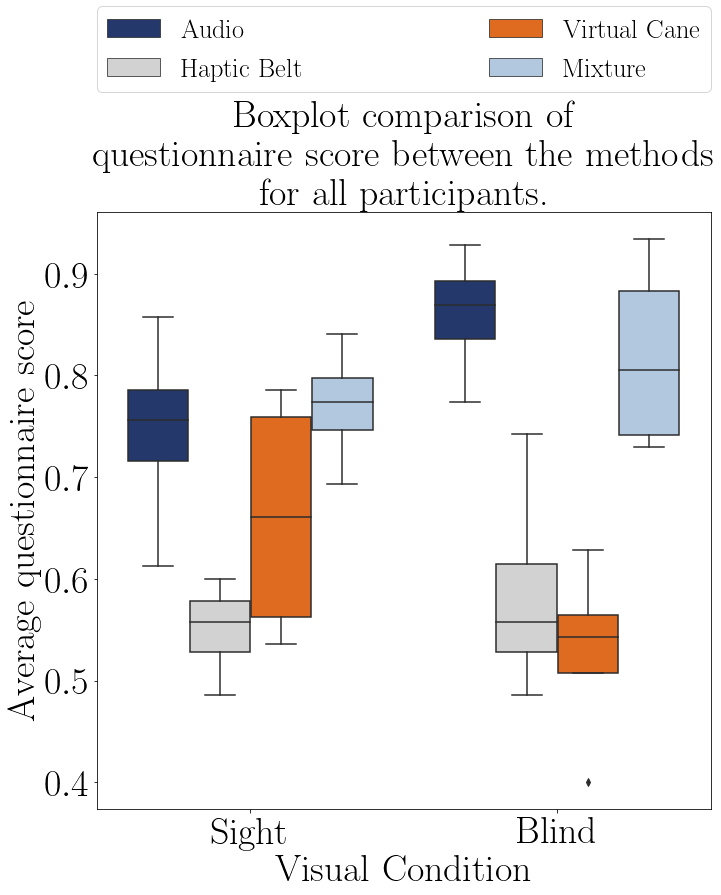 Audio
Haptic Belt
Virtual Cane
Mixture
Boxplot comparison of
questionnaire score between the methods
for all participants.
Average questionnaire score
0.9
0.8
0.7
0.6
0.5
0.4
Sight
Blind
Visual Condition